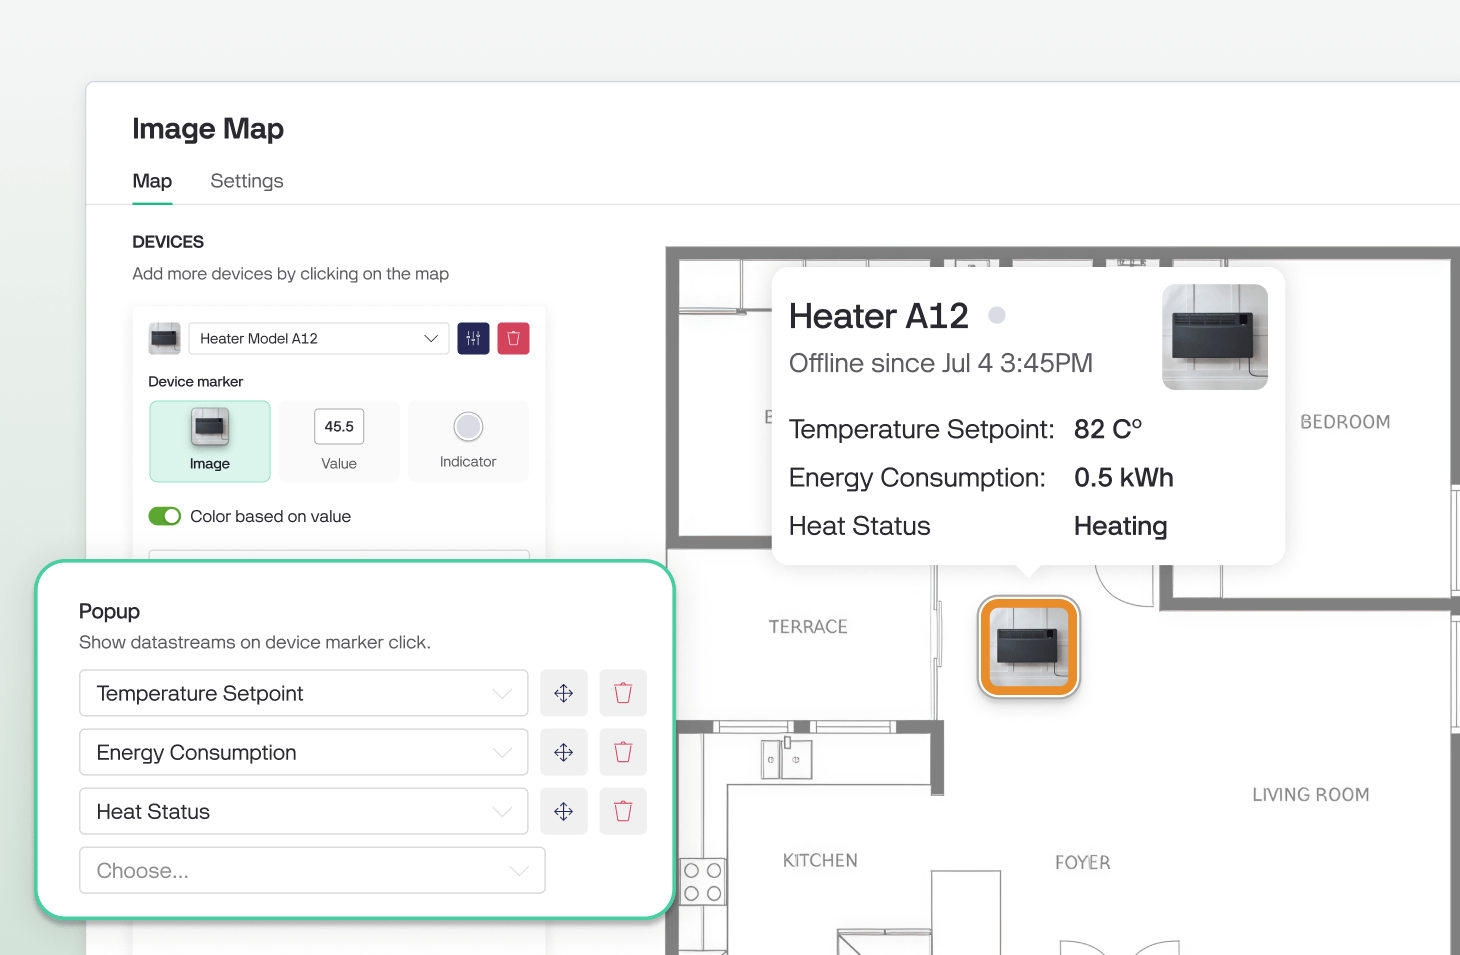 Image Map
Map Settings
DEVICES
Add more devices by clicking on the map
Heater Model A12
Device marker
Image
45.5
Value
Indicator
Color based on value
Popup
Show datastreams on device marker click.
Temperature Setpoint
Energy Consumption
Heat Status
Choose...
Heater A12
Offline since Jul 4 3:45PM
Temperature Setpoint: 82 Cº
Energy Consumption: 0.5 kWh
Heat Status Heating
BEDROOM
TERRACE
LIVING ROOM
KITCHEN
FOYER